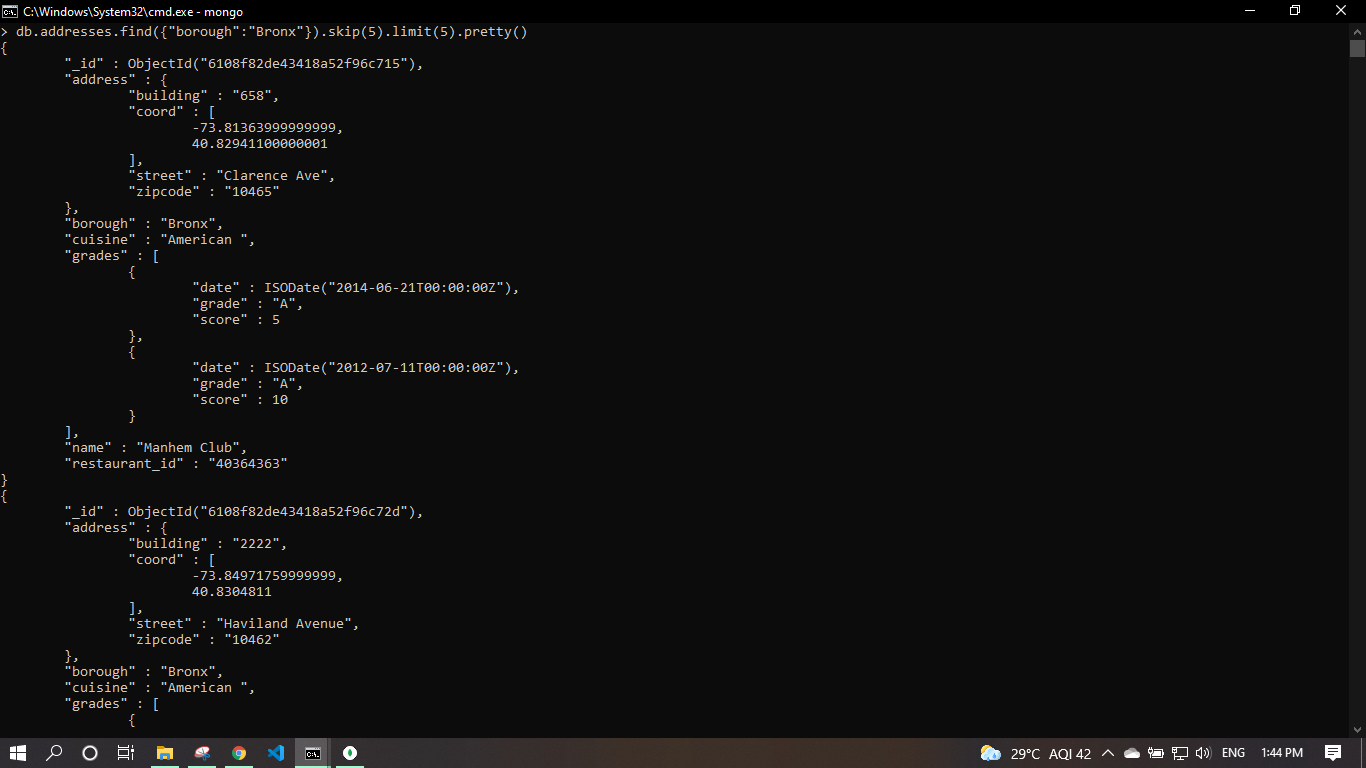 C:\Windows\System32\cmd.exe - mongo
> db.addresses.find({"borough":"Bronx"}).skip(5).limit(5).pretty()
{
        "_id" : ObjectId("6108f82de43418a52f96c715"),
        "address" : {
                "building" : "658",
                "coord" : [
                        -73.81363999999999,
                        40.82941100000001
                ],
                "street" : "Clarence Ave",
                "zipcode" : "10465"
        },
        "borough" : "Bronx",
        "cuisine" : "American ",
        "grades" : [
                {
                        "date" : ISODate("2014-06-21T00:00:00Z"),
                        "grade" : "A",
                        "score" : 5
                },
                {
                        "date" : ISODate("2012-07-11T00:00:00Z"),
                        "grade" : "A",
                        "score" : 10
                }
        ],
        "name" : "Manhem Club",
        "restaurant_id" : "40364363"
}
{
        "_id" : ObjectId("6108f82de43418a52f96c72d"),
        "address" : {
                "building" : "2222",
                "coord" : [
                        -73.84971759999999,
                        40.8304811
                ],
                "street" : "Haviland Avenue",
                "zipcode" : "10462"
        },
        "borough" : "Bronx",
        "cuisine" : "American ",
        "grades" : [
                {
29°C AQI 42 ENG 1:44 PM